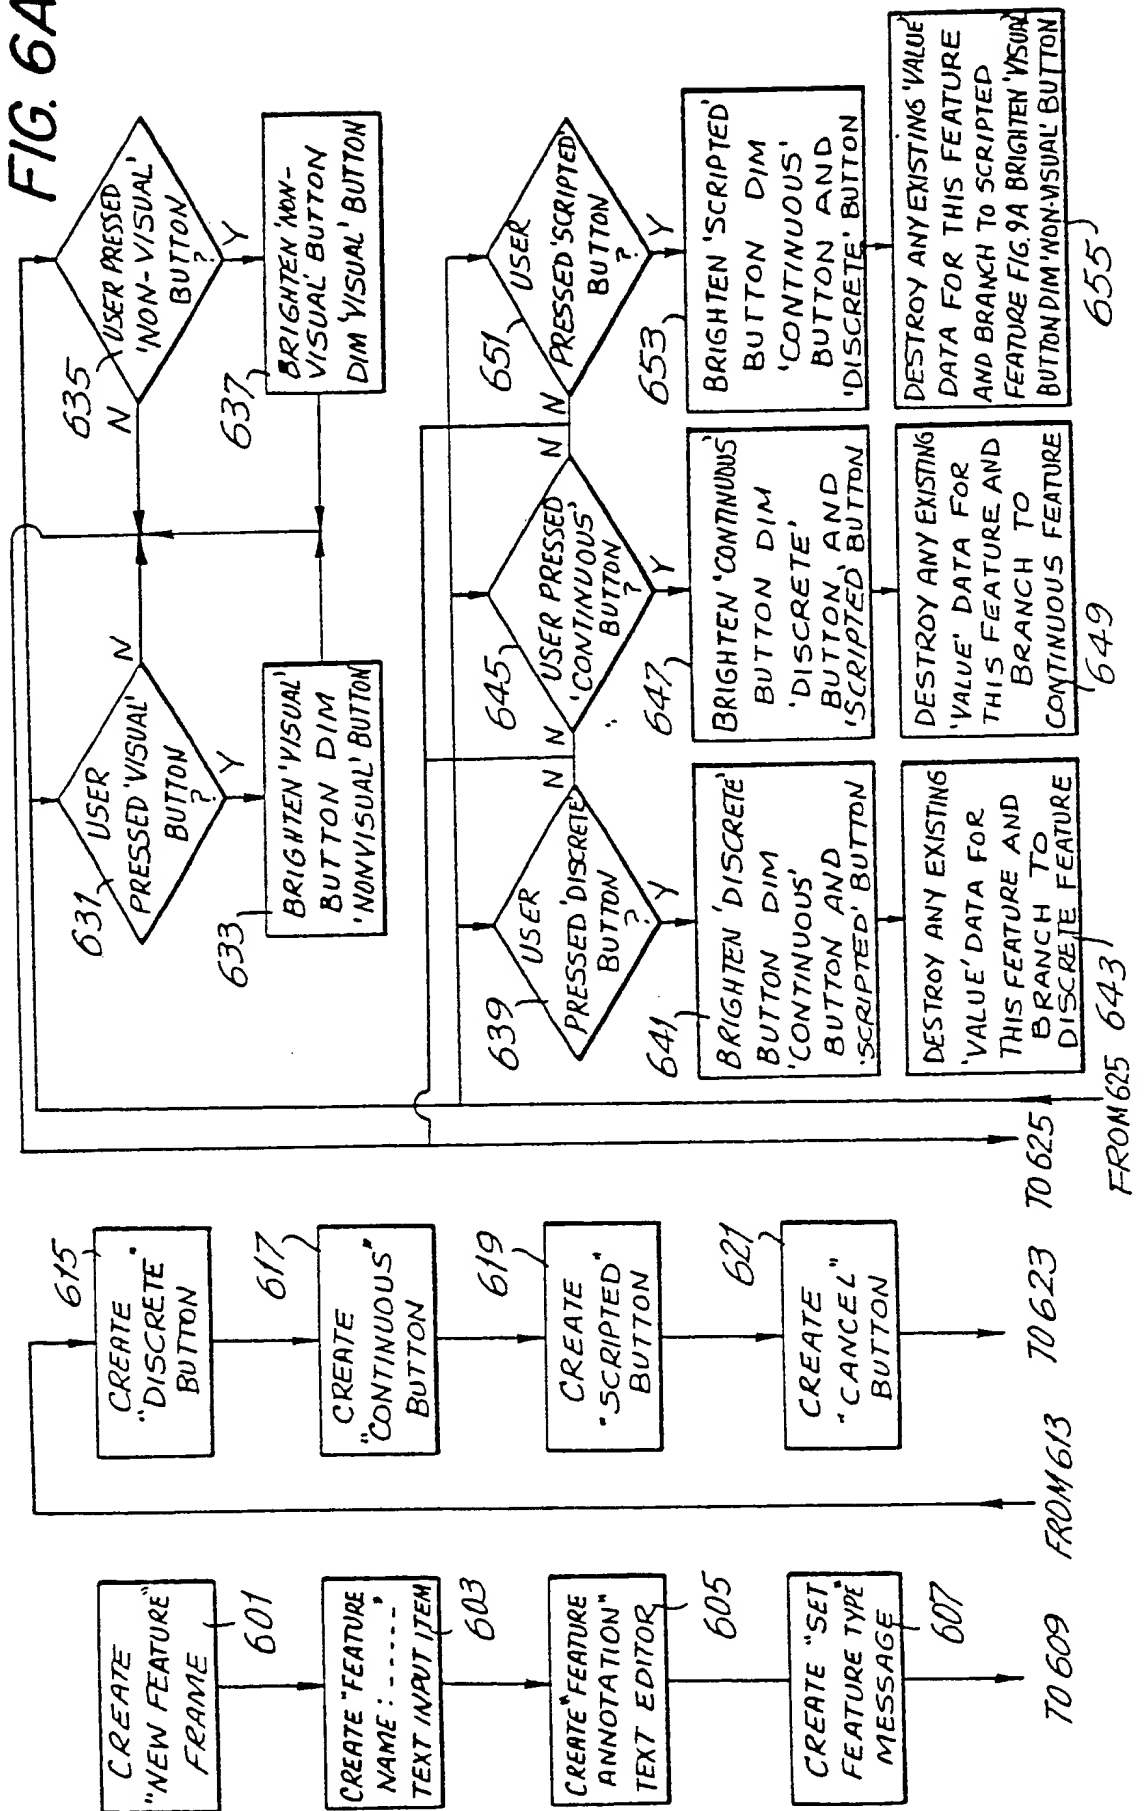 FIG. 6A
CREATE
"NEW FEATURE"
FRAME
601
CREATE "FEATURE
NAME: -----"
TEXT INPUT ITEM
603
CREATE "FEATURE
ANNOTATION"
TEXT EDITOR
605
CREATE "SET
FEATURE TYPE"
MESSAGE
607
TO 609
FROM 613
615
CREATE
"DISCRETE"
BUTTON
617
CREATE
"CONTINUOUS"
BUTTON
619
CREATE
"SCRIPTED"
BUTTON
621
CREATE
"CANCEL"
BUTTON
TO 623
TO 625
FROM 625
631
USER
PRESSED 'VISUAL'
BUTTON
?
N
Y
633
BRIGHTEN 'VISUAL'
BUTTON DIM
'NONVISUAL' BUTTON
635
USER PRESSED
'NON-VISUAL'
BUTTON
?
N
Y
637
BRIGHTEN 'NON-
VISUAL' BUTTON
DIM 'VISUAL' BUTTON
639
USER
PRESSED 'DISCRETE'
BUTTON
?
N
Y
641
BRIGHTEN 'DISCRETE'
BUTTON DIM
'CONTINUOUS'
BUTTON AND
'SCRIPTED' BUTTON
DESTROY ANY EXISTING
'VALUE' DATA FOR
THIS FEATURE AND
BRANCH TO
DISCRETE FEATURE
643
645
USER PRESSED
'CONTINUOUS'
BUTTON
?
N
N
Y
647
BRIGHTEN 'CONTINUOUS'
BUTTON DIM
'DISCRETE'
BUTTON AND
'SCRIPTED' BUTTON
DESTROY ANY EXISTING
'VALUE' DATA FOR
THIS FEATURE AND
BRANCH TO
CONTINUOUS FEATURE
649
651
USER
PRESSED 'SCRIPTED'
BUTTON
?
N
Y
653
BRIGHTEN 'SCRIPTED'
BUTTON DIM
'CONTINUOUS'
BUTTON AND
'DISCRETE' BUTTON
DESTROY ANY EXISTING 'VALUE'
DATA FOR THIS FEATURE
AND BRANCH TO SCRIPTED
FEATURE FIG. 9A BRIGHTEN 'VISUAL'
BUTTON DIM 'NON-VISUAL' BUTTON
655